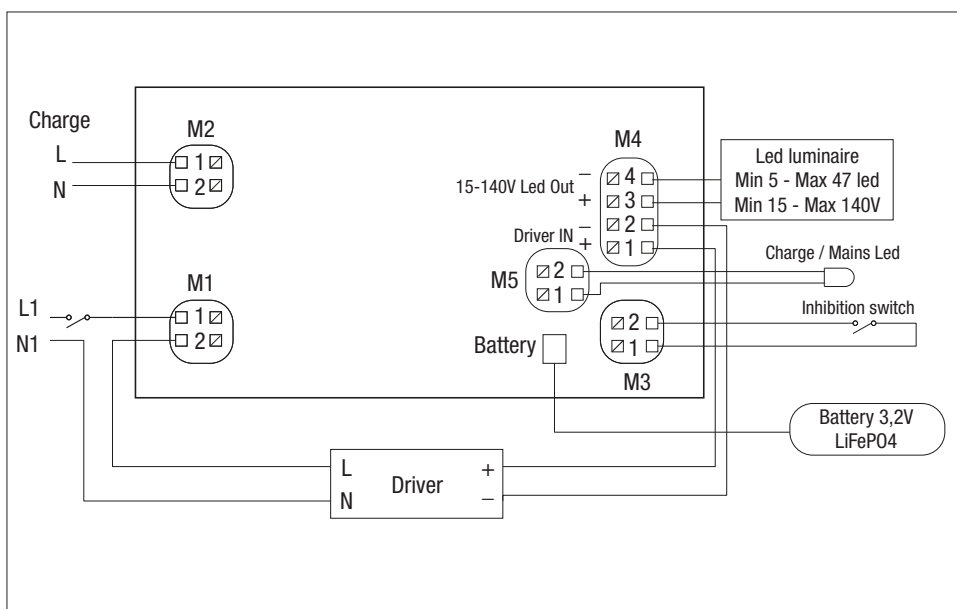 Charge
L
N
M2
1
2
M1
L1
N1
1
2
M4
15-140V Led Out
−
+
4
3
2
1
Driver IN
−
+
Led luminaire
Min 5 - Max 47 led
Min 15 - Max 140V
M5
2
1
Charge / Mains Led
Inhibition switch
2
1
M3
Battery
Battery 3,2V
LiFePO4
L
N
Driver
+
−